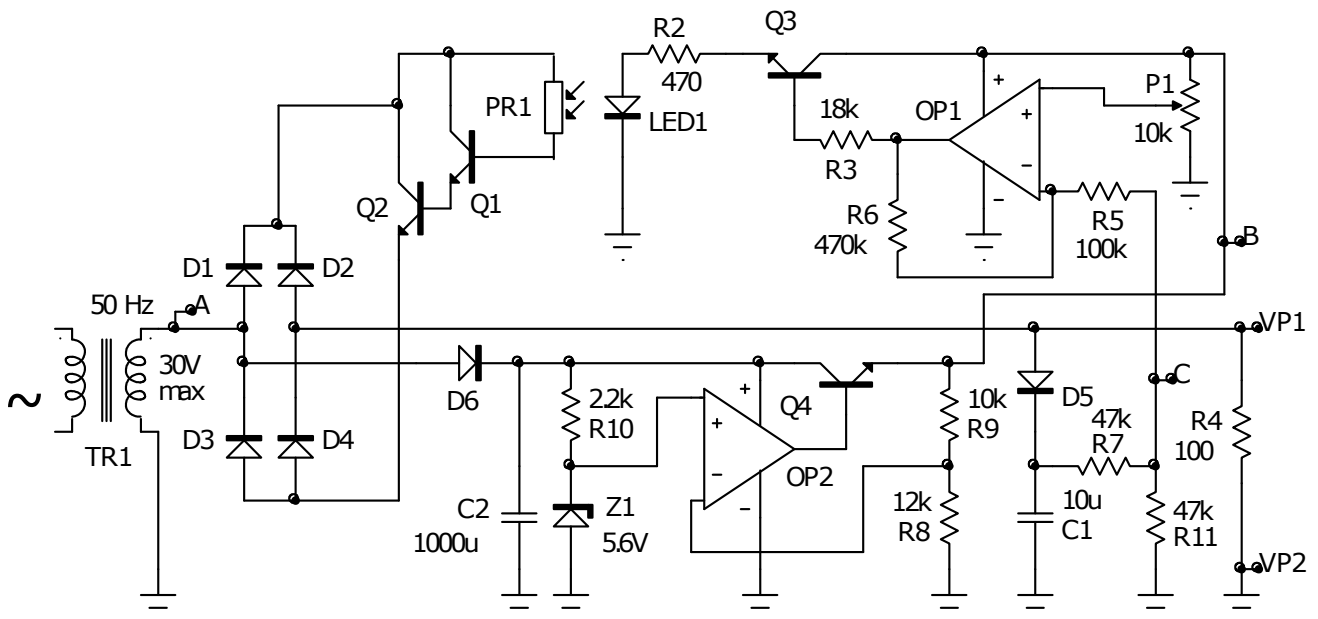 Q3
R2
470
PR1
LED1
18k
R3
OP1
+
+
−
−
P1
10k
Q2
Q1
R6
470k
R5
100k
B
D1
D2
50 Hz
A
30V
max
~
TR1
VP1
D6
D3
D4
2.2k
R10
+
+
−
−
Q4
OP2
10k
R9
D5
C
47k
R7
R4
100
C2
1000u
Z1
5.6V
12k
R8
10u
C1
47k
R11
VP2